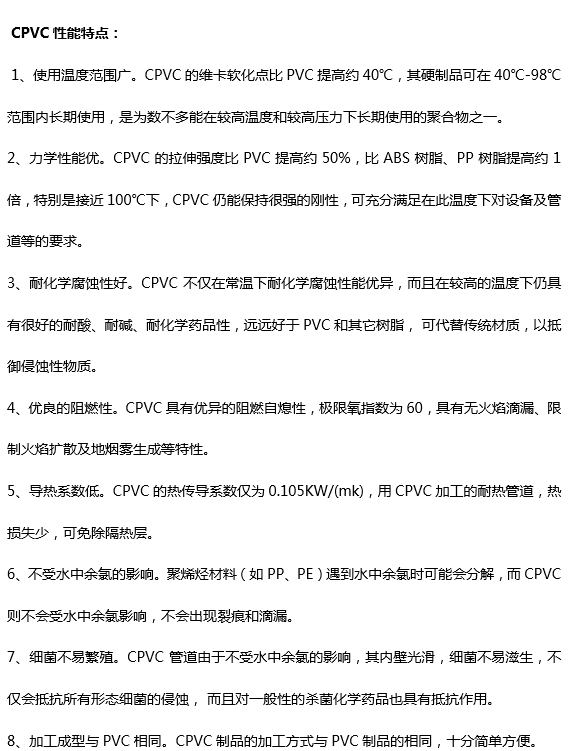 CPVC 性能特点：
1、使用温度范围广。CPVC 的维卡软化点比 PVC 提高约 40℃，其硬制品可在 40℃-98℃
范围内长期使用，是为数不多能在较高温度和较高压力下长期使用的聚合物之一。
2、力学性能优。CPVC 的拉伸强度比 PVC 提高约 50%，比 ABS 树脂、PP 树脂提高约 1
倍，特别是接近 100℃下，CPVC 仍能保持很强的刚性，可充分满足在此温度下对设备及管
道等的要求。
3、耐化学腐蚀性好。CPVC 不仅在常温下耐化学腐蚀性能优异，而且在较高的温度下仍具
有很好的耐酸、耐碱、耐化学药品性，远远好于 PVC 和其它树脂， 可代替传统材质，以抵
御侵蚀性物质。
4、优良的阻燃性。CPVC 具有优异的阻燃自熄性，极限氧指数为 60，具有无火焰滴漏、限
制火焰扩散及地烟雾生成等特性。
5、导热系数低。CPVC 的热传导系数仅为 0.105KW/(mk)，用 CPVC 加工的耐热管道，热
损失少，可免除隔热层。
6、不受水中余氯的影响。聚烯烃材料（如 PP、PE）遇到水中余氯时可能会分解，而 CPVC
则不会受水中余氯影响，不会出现裂痕和滴漏。
7、细菌不易繁殖。CPVC 管道由于不受水中余氯的影响，其内壁光滑，细菌不易滋生，不
仅会抵抗所有形态细菌的侵蚀， 而且对一般性的杀菌化学药品也具有抵抗作用。
8、加工成型与 PVC 相同。CPVC 制品的加工方式与 PVC 制品的相同，十分简单方便。